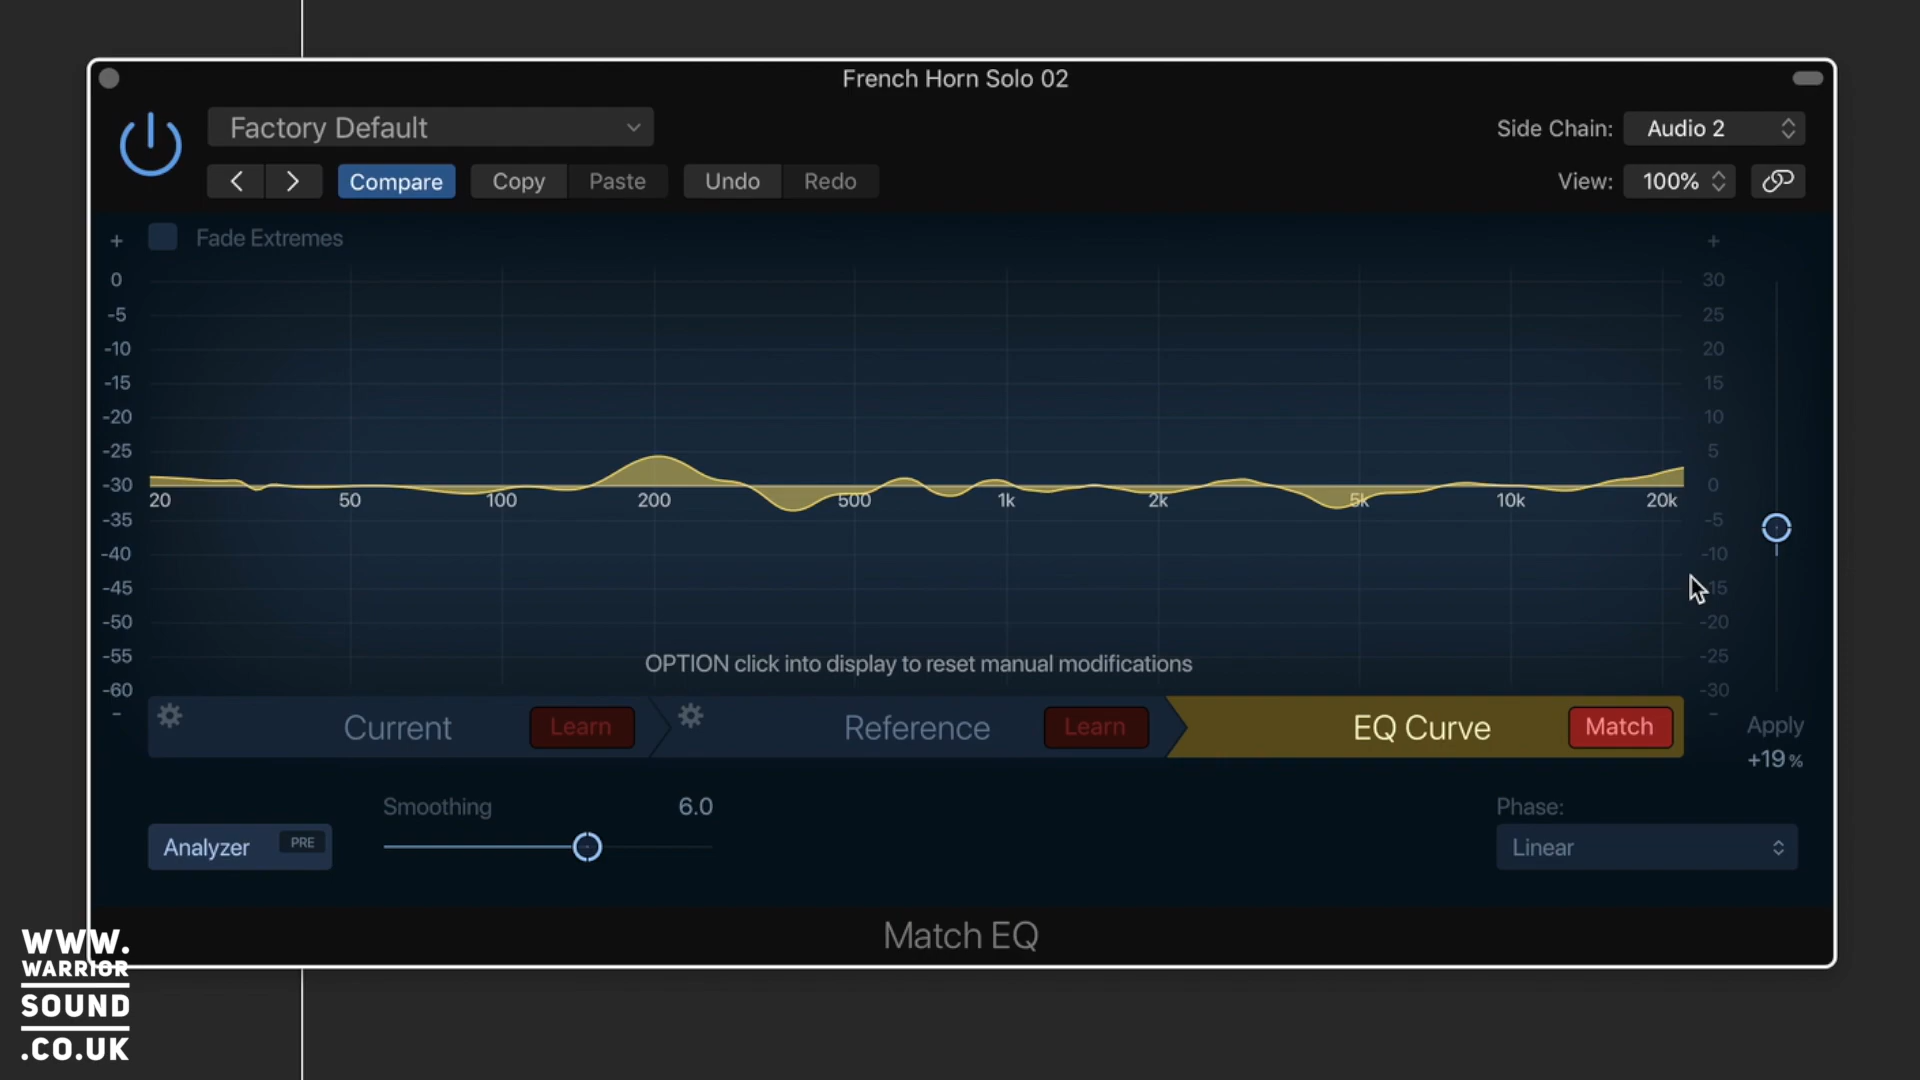 French Horn Solo 02
Factory Default
Side Chain: Audio 2
Compare Copy Paste Undo Redo
View: 100%
+ Fade Extremes +
0 30
-5 25
-10 20
-15 15
-20 10
-25 5
-30 0
20 50 100 200 500 1k 2k 5k 10k 20k
-35 -5
-40 -10
-45 15
-50 -20
OPTION click into display to reset manual modifications
-55 -25
-60 -30
- -
Current Learn Reference Learn EQ Curve Match Apply
+19%
Smoothing 6.0 Phase:
Analyzer PRE Linear
Match EQ
WWW.
WARRIOR
SOUND
.CO.UK